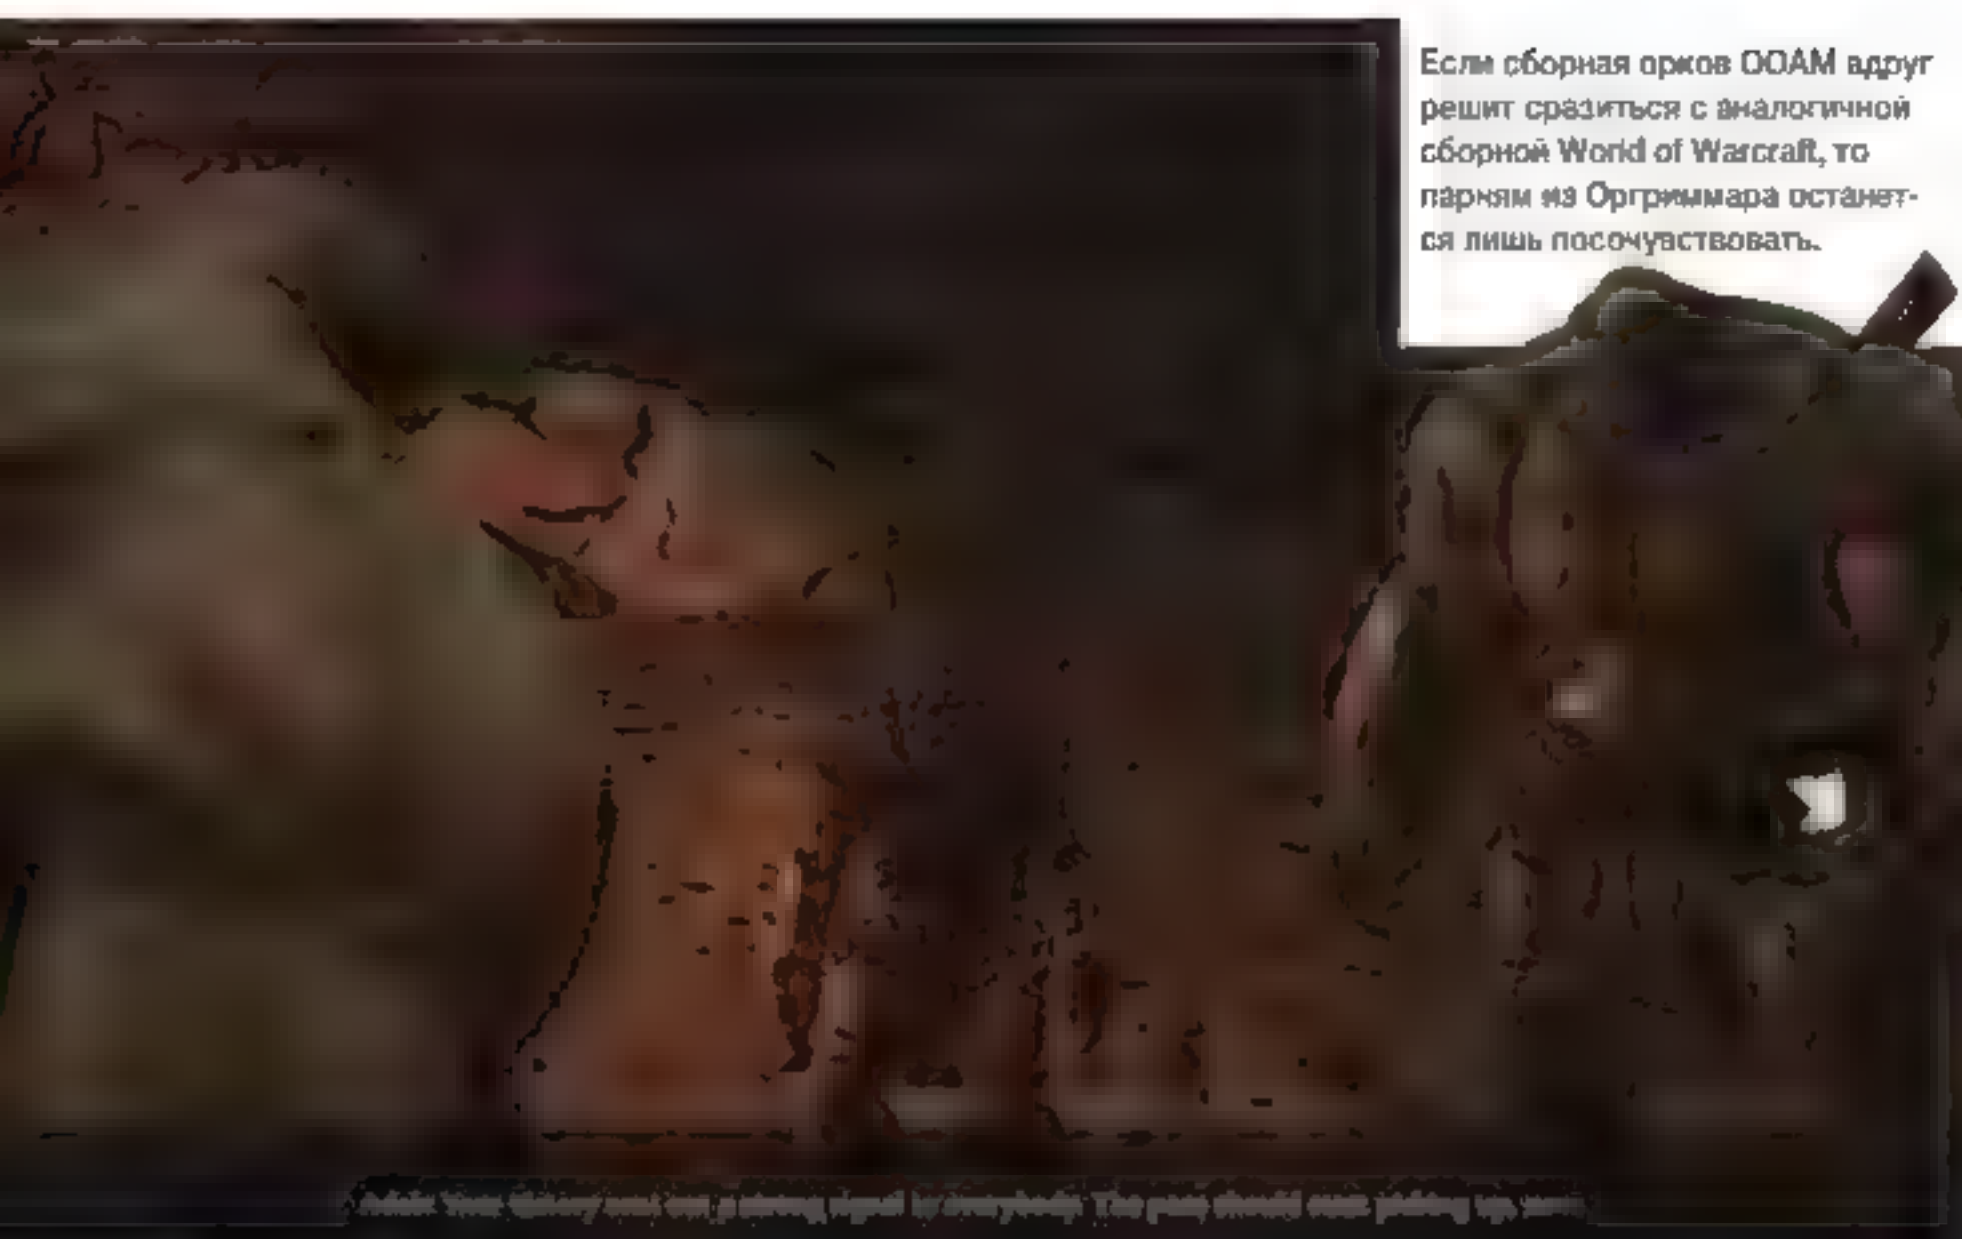 Если сборная орков ООАМ вдруг
решит сразиться с аналогичной
сборной World of Warcraft, то
парням из Оргриммара останет-
ся лишь посочувствовать.